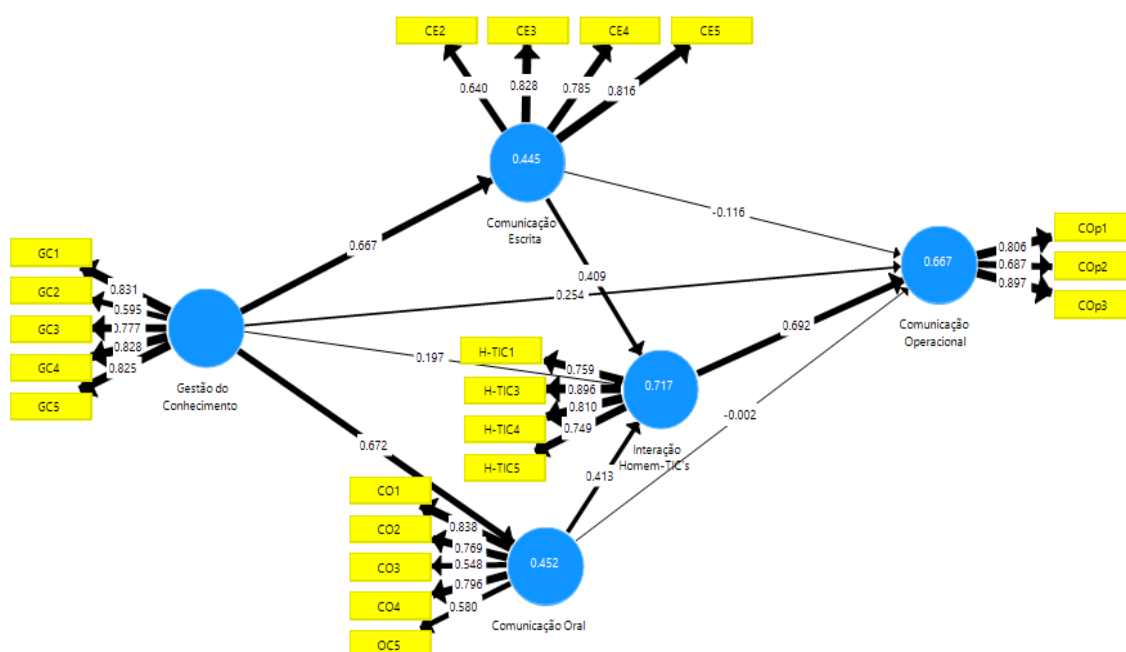 CE2
CE3
CE4
CE5
0.640
0.828
0.785
0.816
0.445
Comunicação
Escrita
-0.116
0.667
0.409
0.254
0.197
GC1
GC2
GC3
GC4
GC5
0.831
0.595
0.777
0.828
0.825
Gestão do
Conhecimento
COp1
COp2
COp3
0.806
0.687
0.897
0.667
Comunicação
Operacional
0.692
H-TIC1
H-TIC3
H-TIC4
H-TIC5
0.759
0.896
0.810
0.749
0.717
Interação
Homem-TIC's
-0.002
0.672
0.413
CO1
CO2
CO3
CO4
OC5
0.838
0.769
0.548
0.796
0.580
0.452
Comunicação Oral